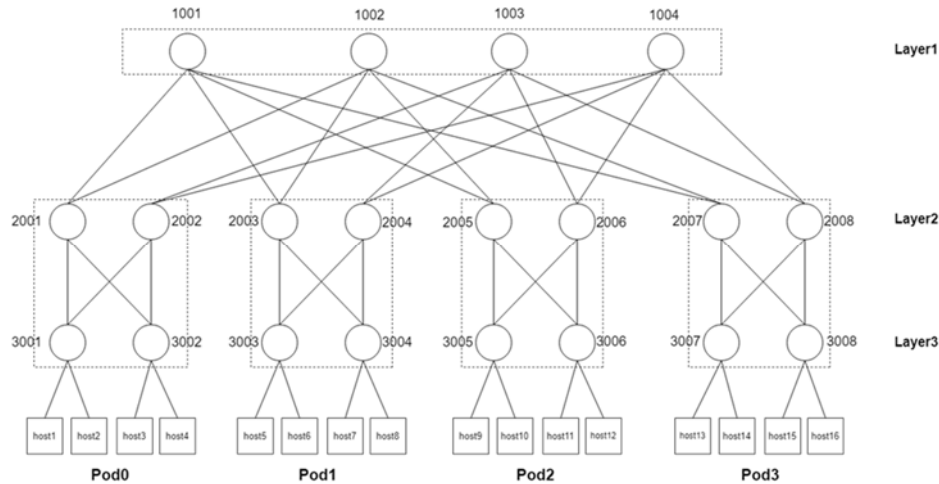 1001 1002 1003 1004
Layer1
2001 2002 2003 2004 2005 2006 2007 2008 Layer2
3001 3002 3003 3004 3005 3006 3007 3008 Layer3
host1 host2 host3 host4 host5 host6 host7 host8 host9 host10 host11 host12 host13 host14 host15 host16
Pod0 Pod1 Pod2 Pod3